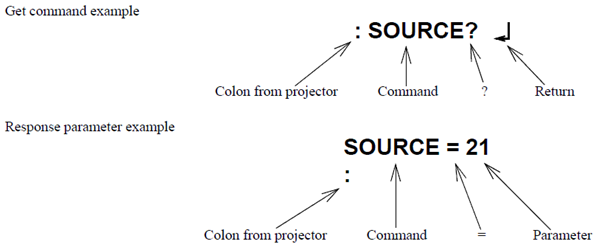 Get command example
: SOURCE? ↵
Colon from projector Command ? Return
Response parameter example
SOURCE = 21
:
Colon from projector Command = Parameter